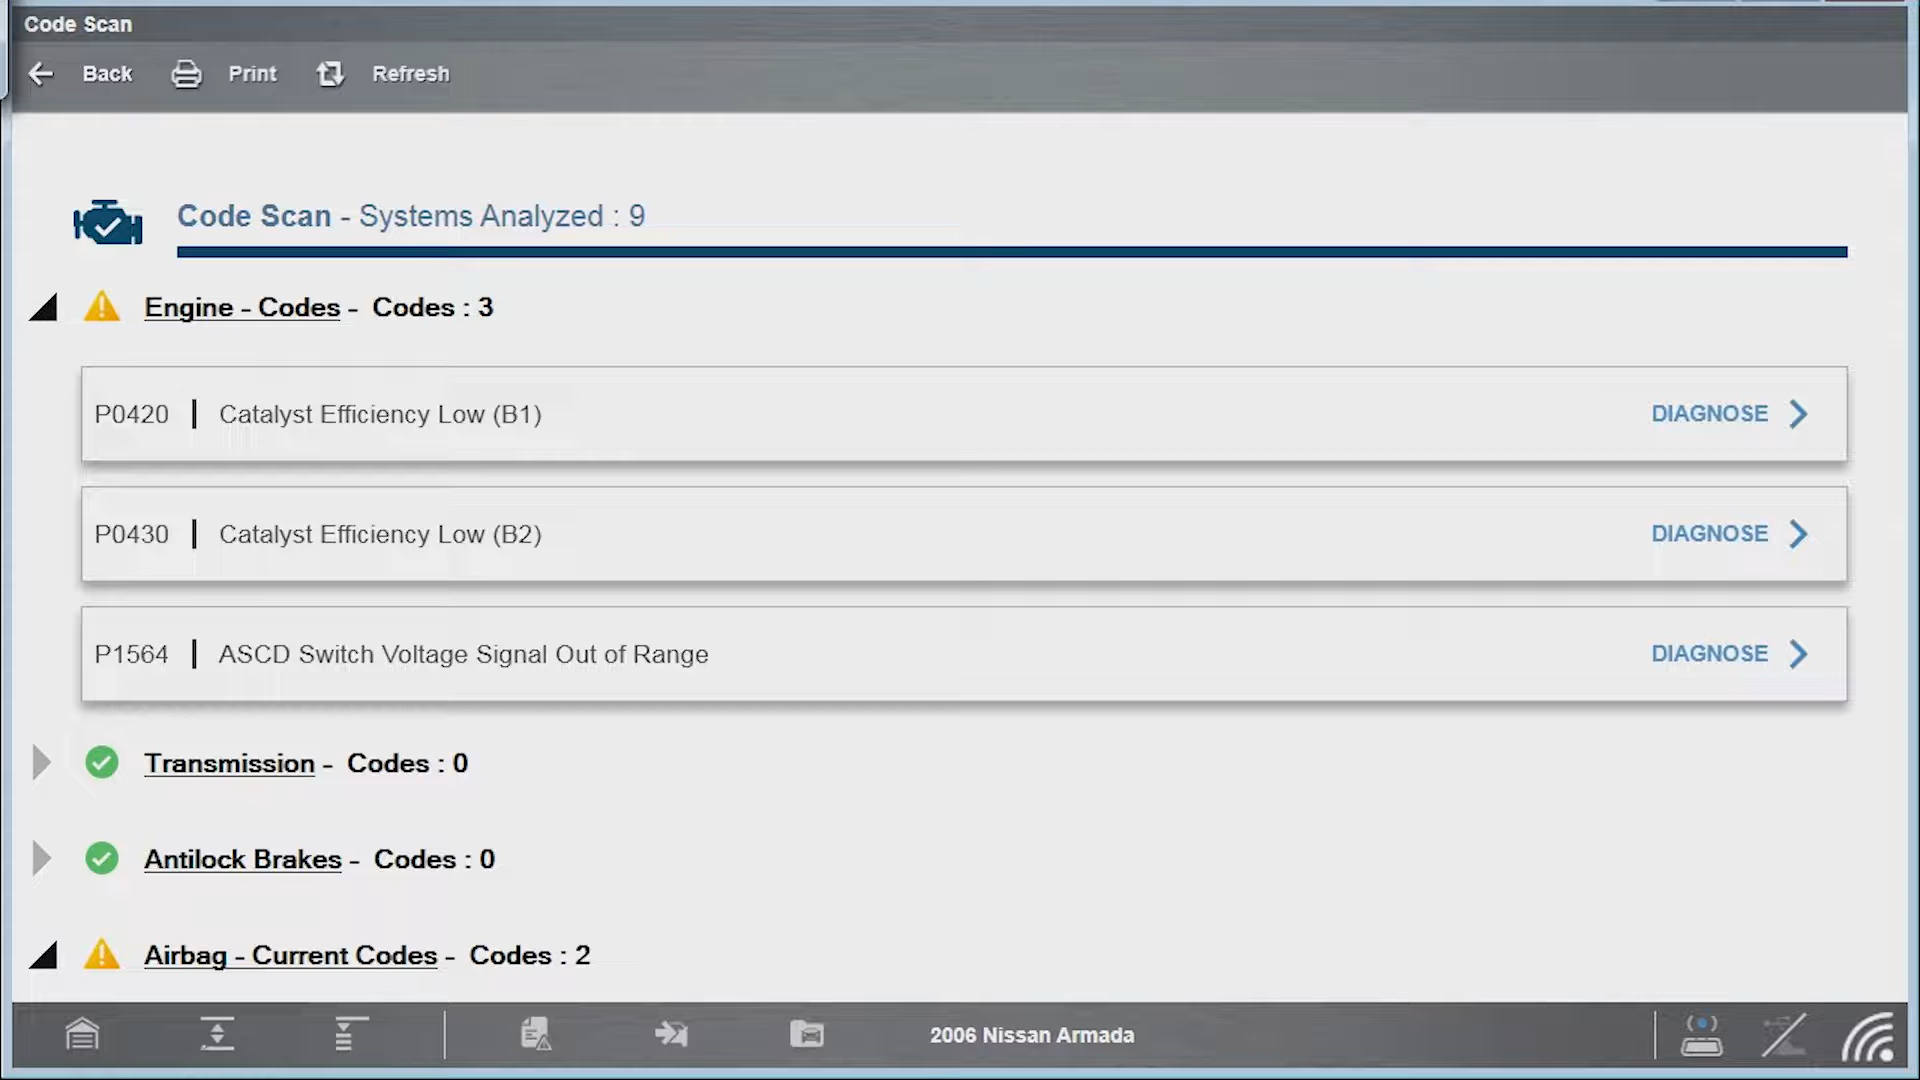 Code Scan
Back Print Refresh
Code Scan - Systems Analyzed : 9
Engine - Codes - Codes : 3
P0420 | Catalyst Efficiency Low (B1) DIAGNOSE
P0430 | Catalyst Efficiency Low (B2) DIAGNOSE
P1564 | ASCD Switch Voltage Signal Out of Range DIAGNOSE
Transmission - Codes : 0
Antilock Brakes - Codes : 0
Airbag - Current Codes - Codes : 2
2006 Nissan Armada